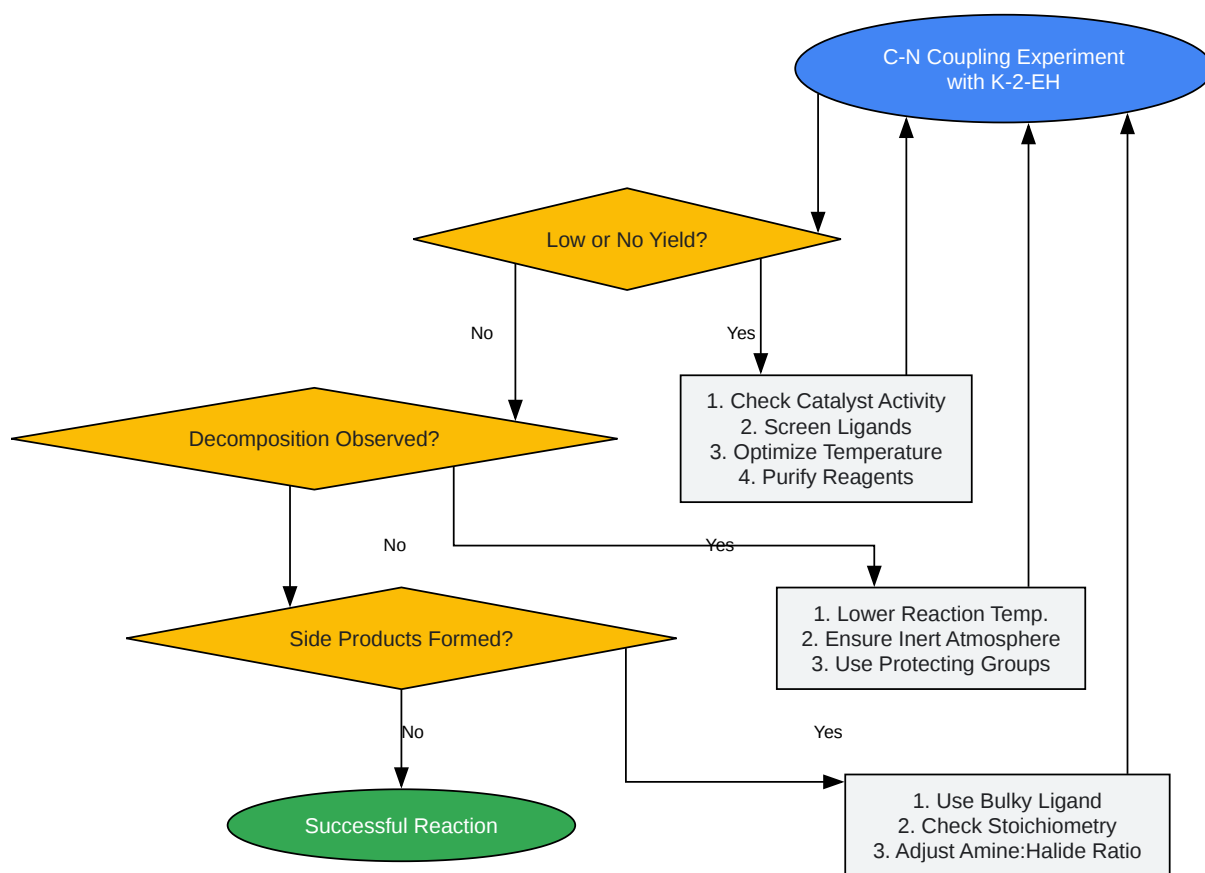 C-N Coupling Experiment
with K-2-EH
Low or No Yield?
No
Yes
1. Check Catalyst Activity
2. Screen Ligands
3. Optimize Temperature
4. Purify Reagents
Decomposition Observed?
No
Yes
1. Lower Reaction Temp.
2. Ensure Inert Atmosphere
3. Use Protecting Groups
Side Products Formed?
No
Yes
1. Use Bulky Ligand
2. Check Stoichiometry
3. Adjust Amine:Halide Ratio
Successful Reaction